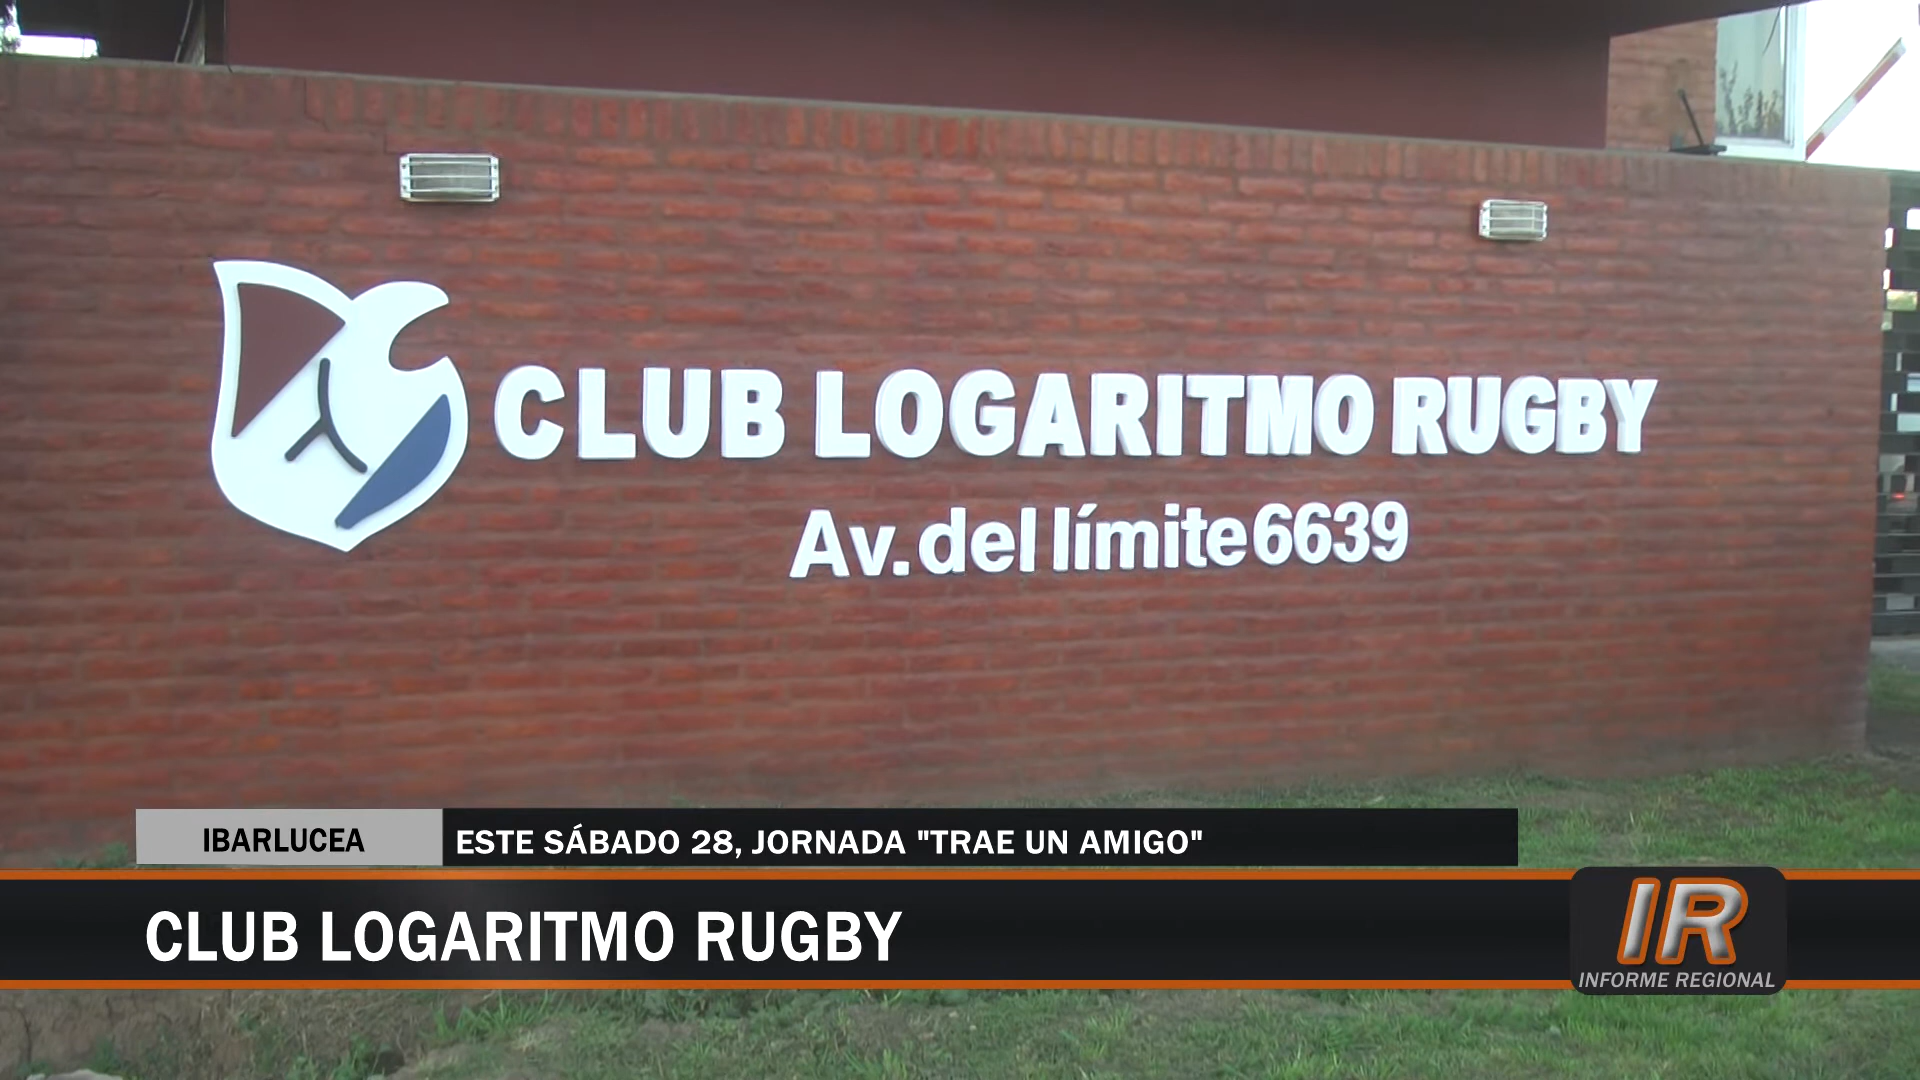 CLUB LOGARITMO RUGBY
Av. del límite 6639
IBARLUCEA
ESTE SÁBADO 28, JORNADA "TRAE UN AMIGO"
CLUB LOGARITMO RUGBY
IR
INFORME REGIONAL